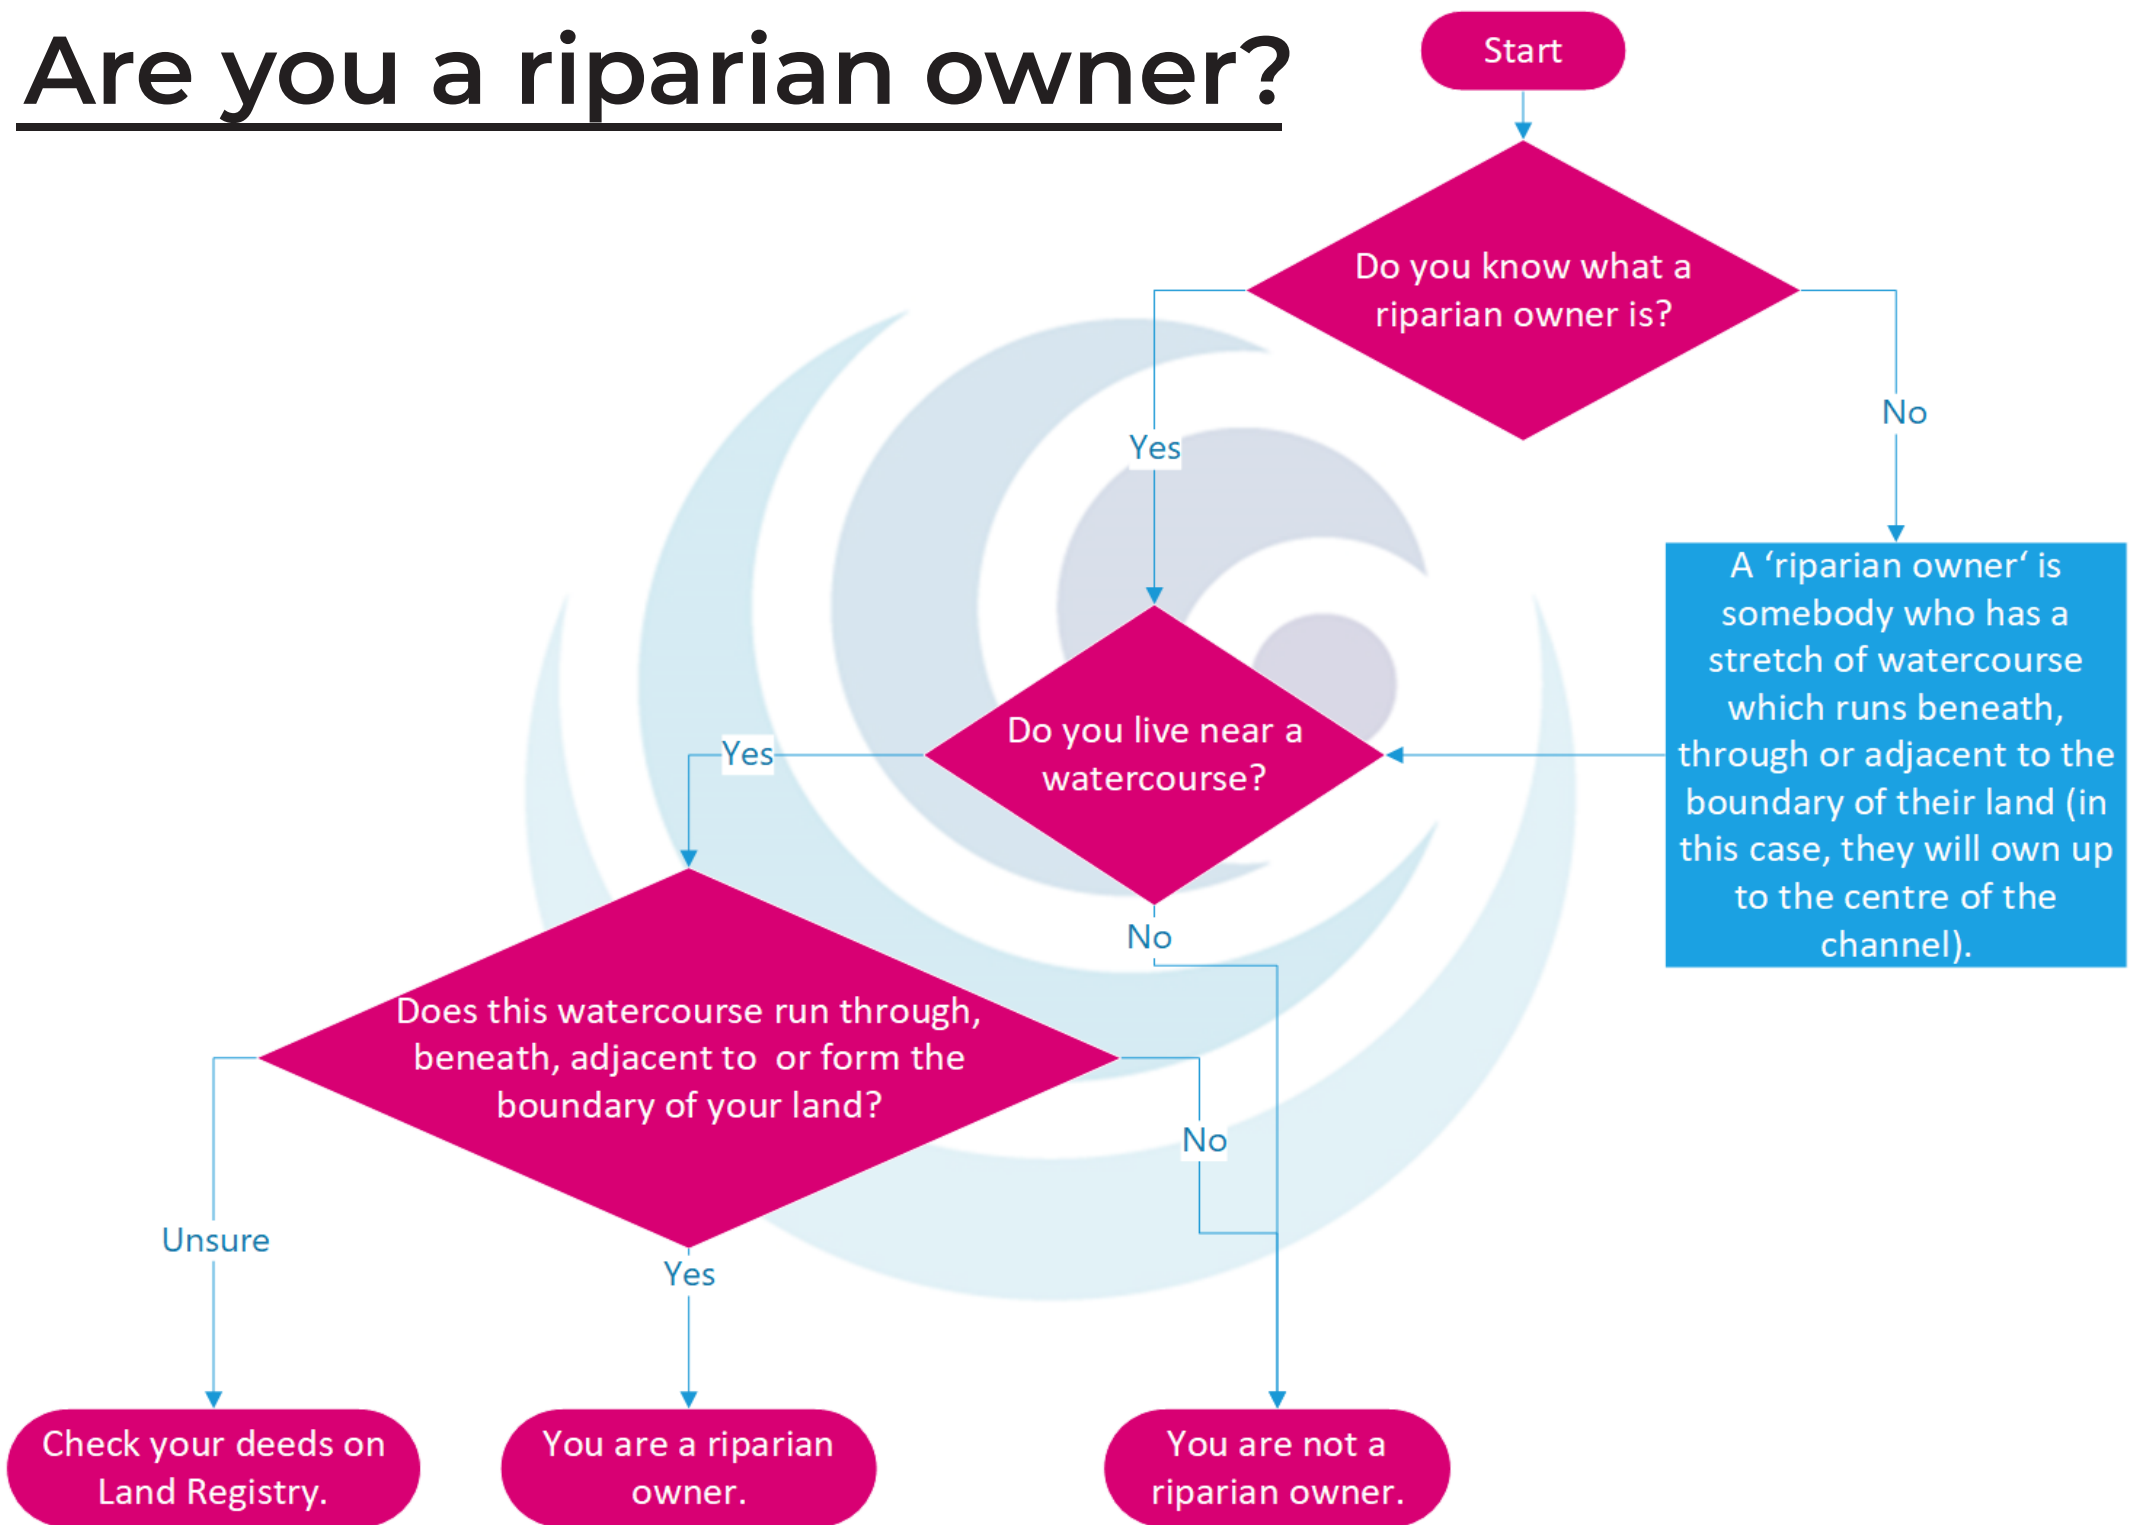 Are you a riparian owner?
Start
Do you know what a
riparian owner is?
Yes
No
A ‘riparian owner‘ is
somebody who has a
stretch of watercourse
which runs beneath,
through or adjacent to the
boundary of their land (in
this case, they will own up
to the centre of the
channel).
Do you live near a
watercourse?
Yes
No
Does this watercourse run through,
beneath, adjacent to  or form the
boundary of your land?
No
Unsure
Yes
Check your deeds on
Land Registry.
You are a riparian
owner.
You are not a
riparian owner.